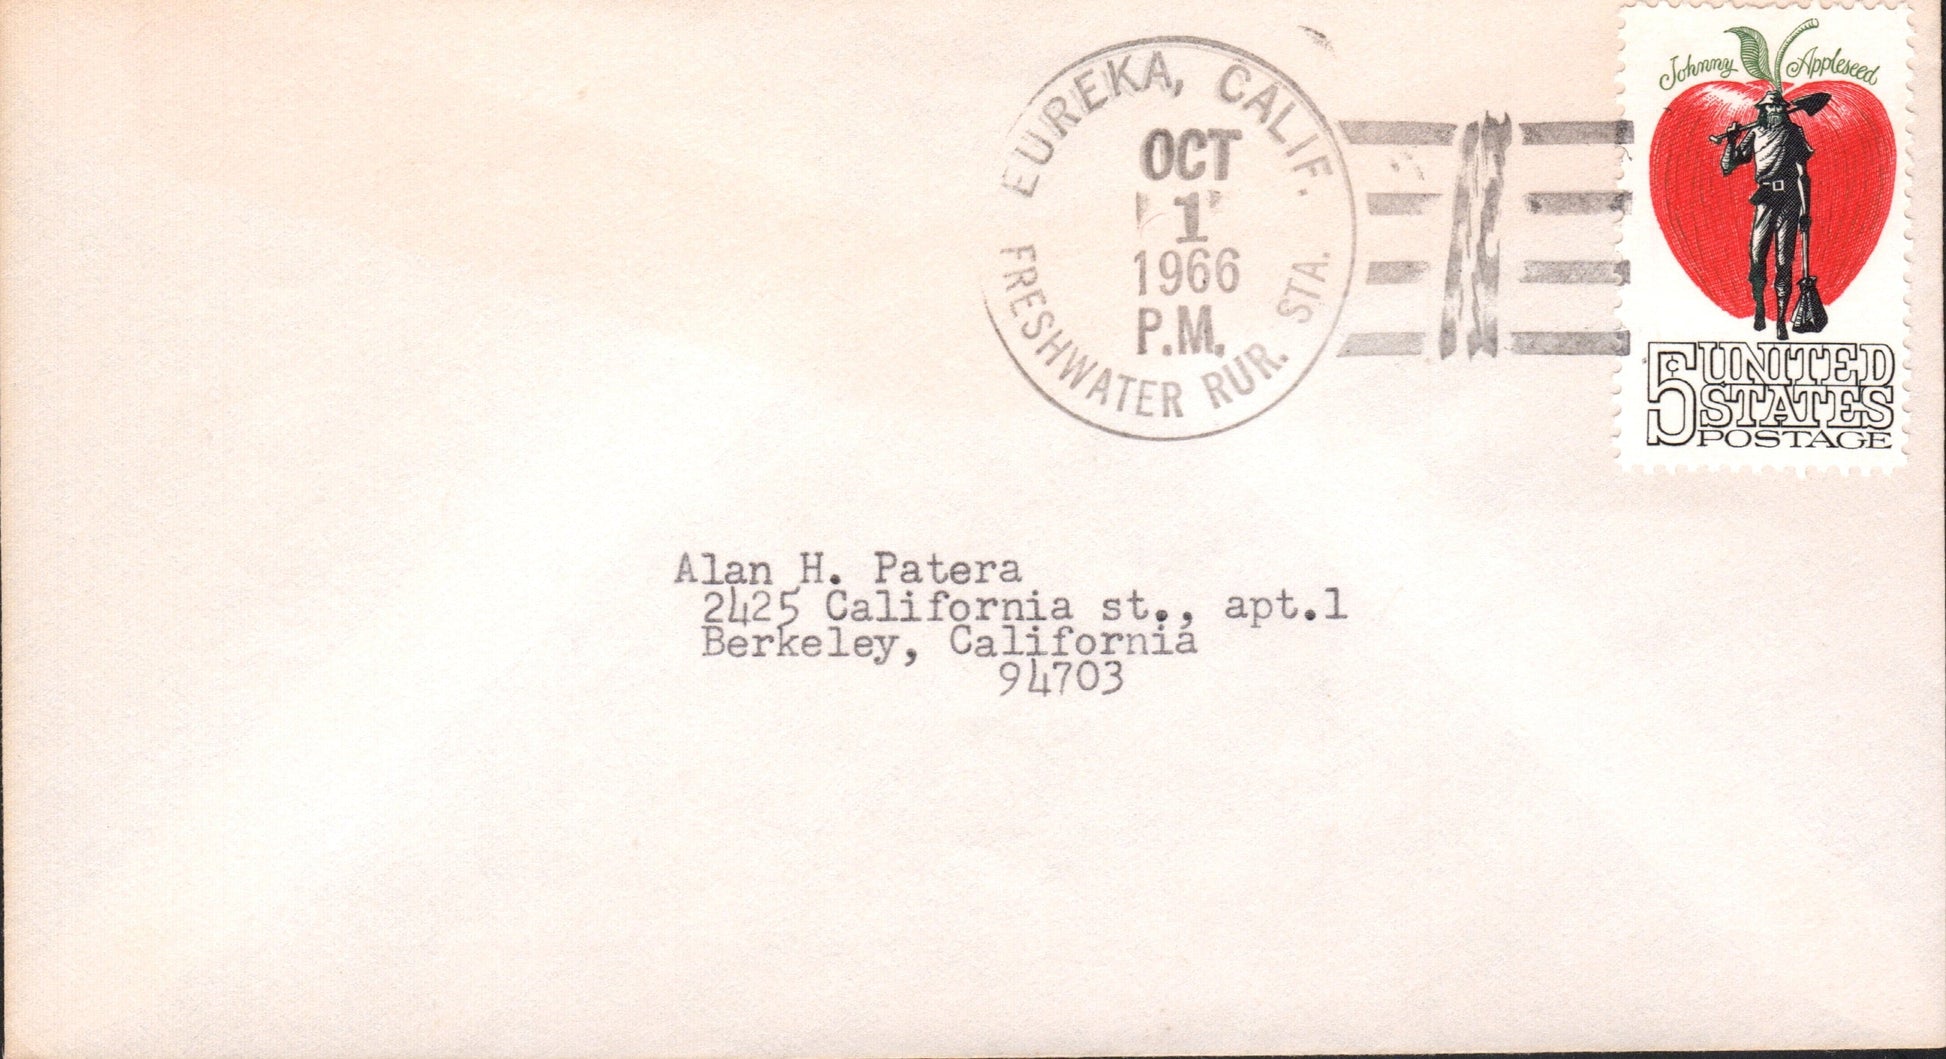 EUREKA, CALIF.
OCT
1
1966
P.M.
FRESHWATER RUR. STA.
Johnny Appleseed
5c UNITED
STATES
POSTAGE
Alan H. Patera
2425 California st., apt.1
Berkeley, California
94703